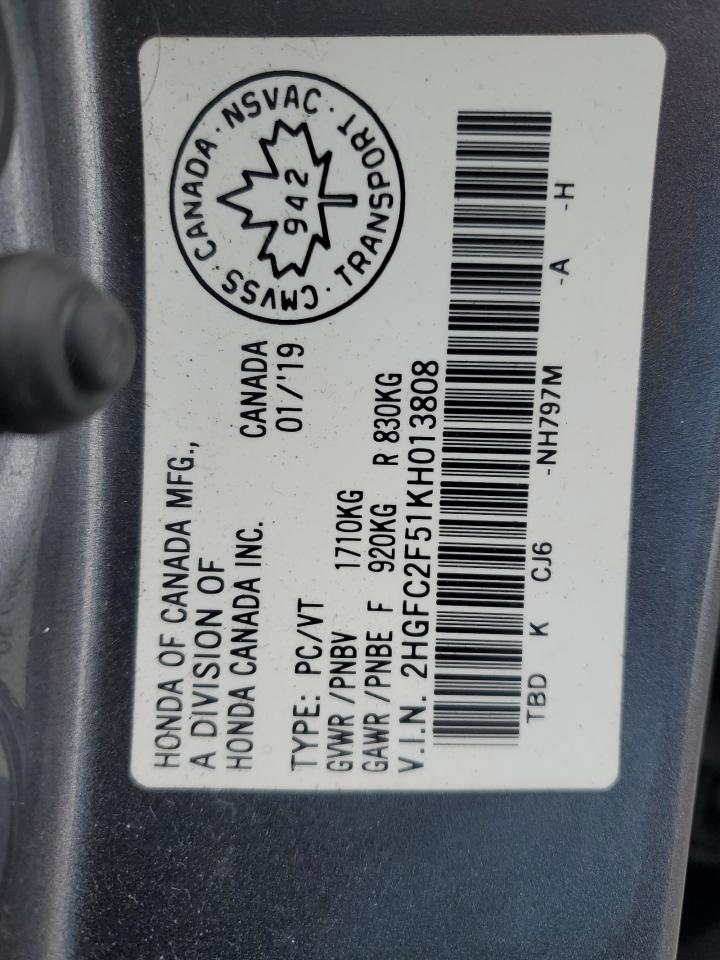 HONDA OF CANADA MFG.,
A DIVISION OF
HONDA CANADA INC.
CANADA
01/'19
CANADA · NSVAC · TRANSPORT · CMVSS ·
942
TYPE: PC/VT
GVWR/PNBV 1710KG
GAWR/PNBE F 920KG R 830KG
V.I.N. 2HGFC2F51KH013808
TBD K CJ6 -NH797M -A -H